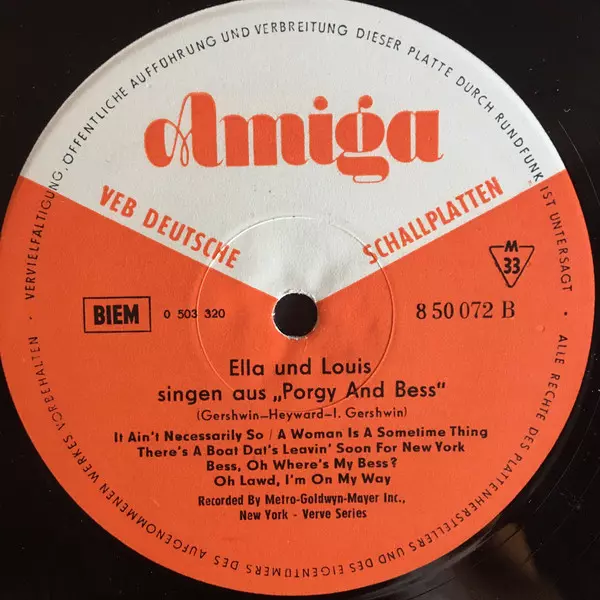 Amiga
VEB DEUTSCHE SCHALLPLATTEN
BIEM
0 503 320
M
33
8 50 072 B
Ella und Louis
singen aus „Porgy And Bess"
(Gershwin–Heyward–I. Gershwin)
It Ain't Necessarily So / A Woman Is A Sometime Thing
There's A Boat Dat's Leavin' Soon For New York
Bess, Oh Where's My Bess?
Oh Lawd, I'm On My Way
Recorded By Metro-Goldwyn-Mayer Inc.,
New York - Verve Series
ALLE RECHTE DES PLATTENHERSTELLERS UND DES EIGENTÜMERS DES AUFGENOMMENEN WERKES VORBEHALTEN · VERVIELFÄLTIGUNG, ÖFFENTLICHE AUFFÜHRUNG UND VERBREITUNG DIESER PLATTE DURCH RUNDFUNK IST UNTERSAGT ·